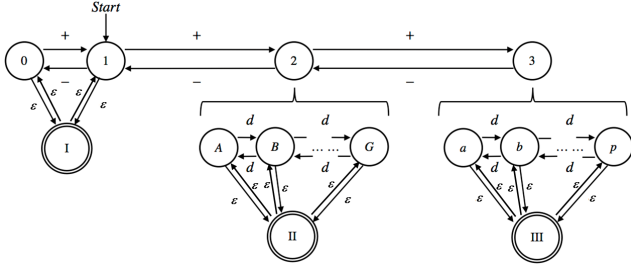 Start
+ + +
0 1 2 3
− − −
ε ε ε ε
I
d d d d
A B …… G a b …… p
d d d d
ε ε ε ε ε ε ε ε
ε ε
II III